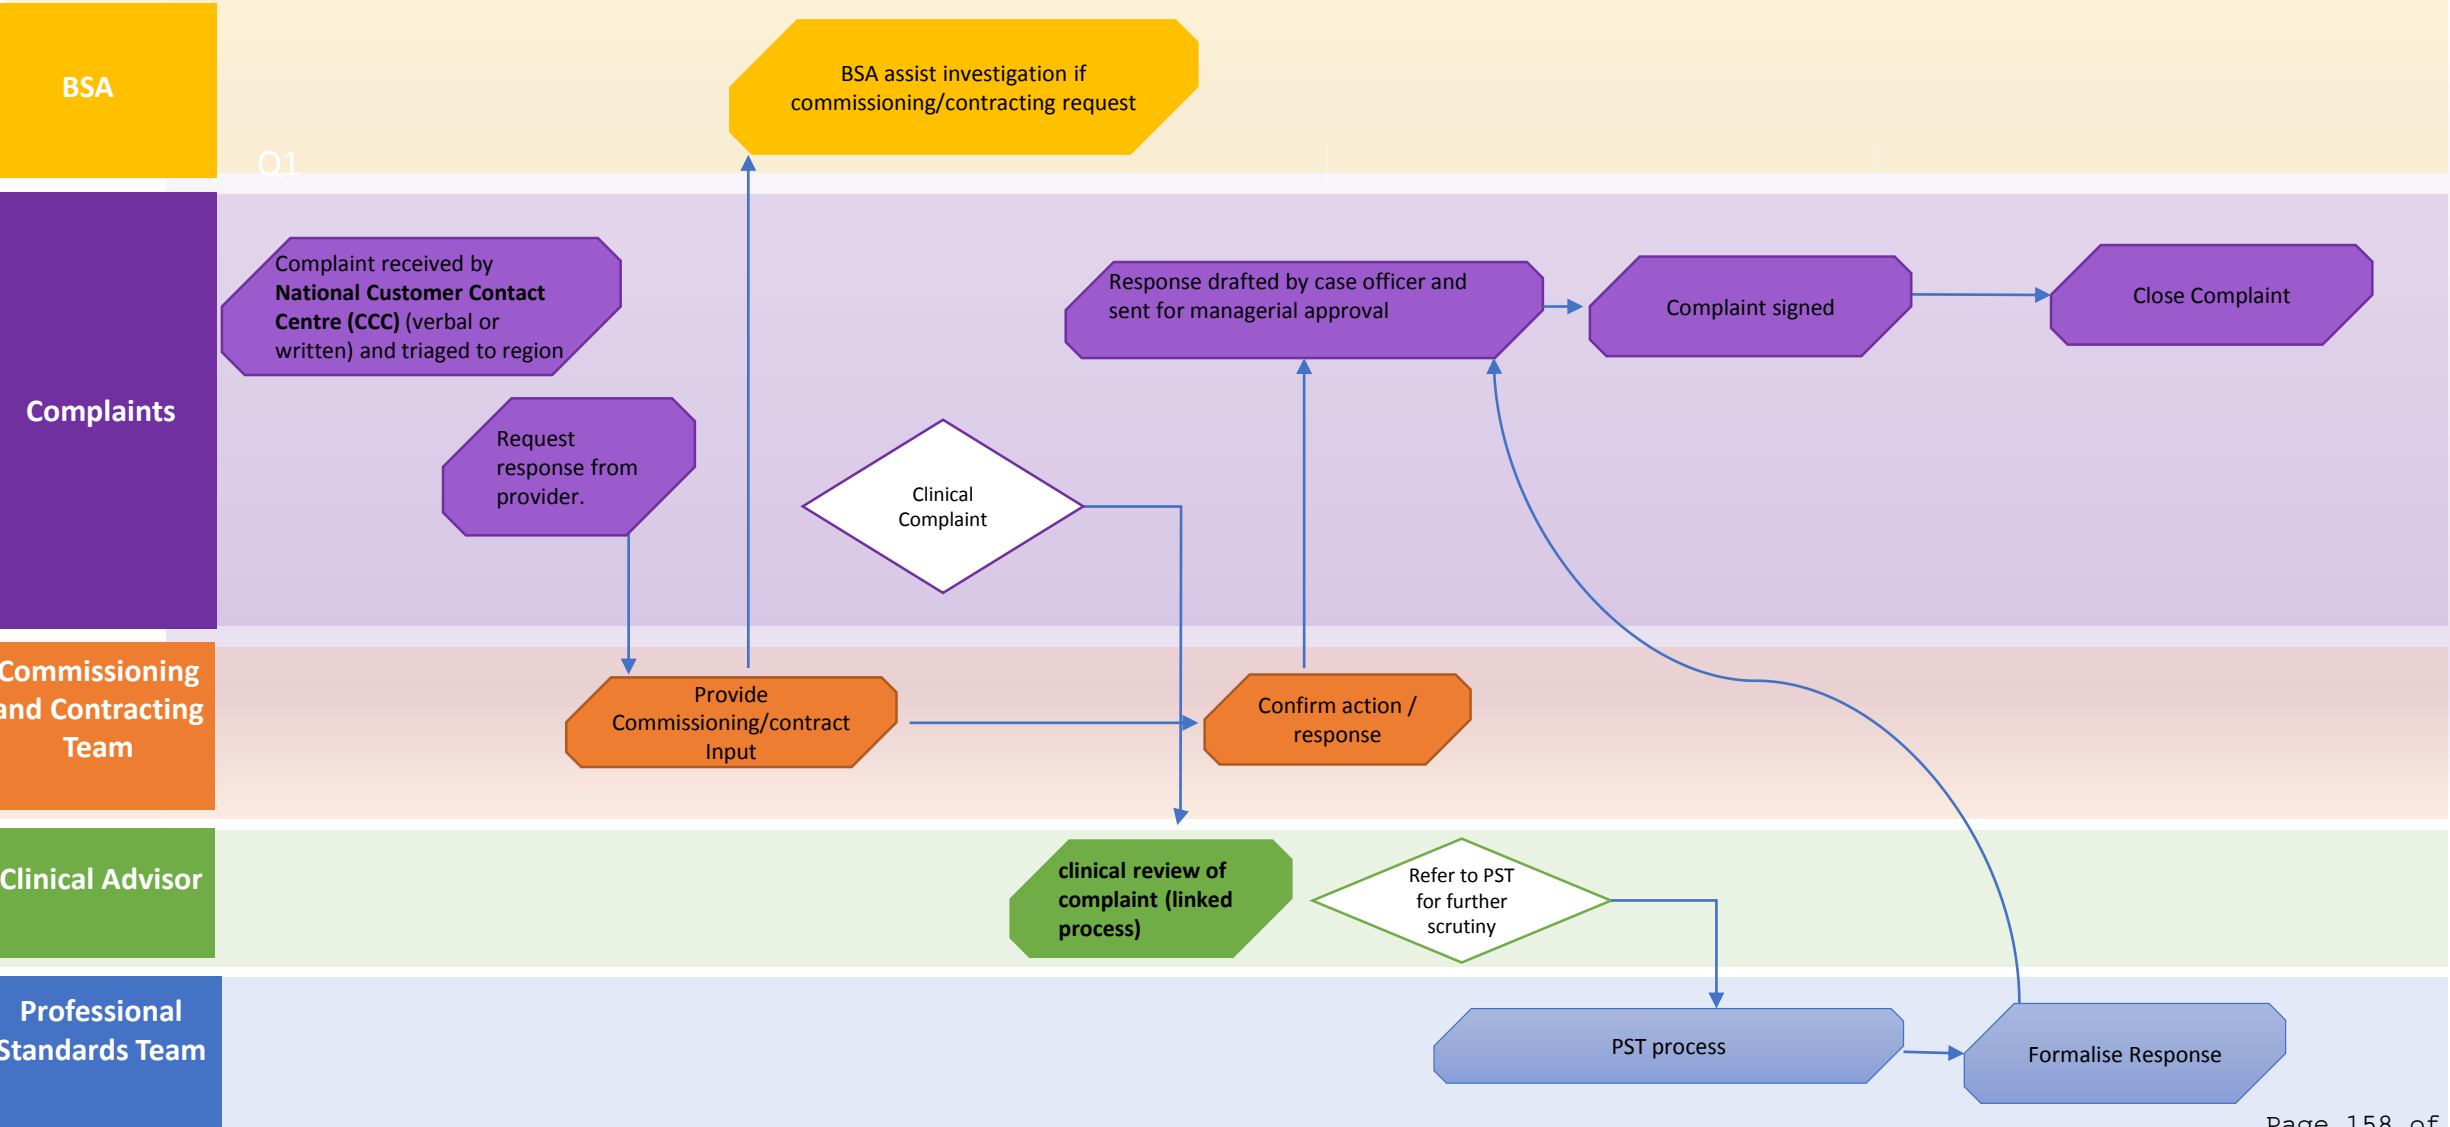 BSA
BSA assist investigation if
commissioning/contracting request
Q1
Complaints
Complaint received by
National Customer Contact
Centre (CCC) (verbal or
written) and triaged to region
Request
response from
provider.
Clinical
Complaint
Response drafted by case officer and
sent for managerial approval
Complaint signed
Close Complaint
Commissioning
and Contracting
Team
Provide
Commissioning/contract
Input
Confirm action /
response
Clinical Advisor
clinical review of
complaint (linked
process)
Refer to PST
for further
scrutiny
Professional
Standards Team
PST process
Formalise Response
Page 158 of